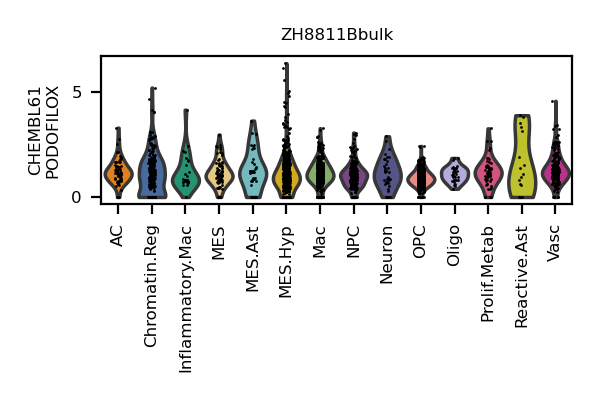 ZH8811Bbulk
CHEMBL61
PODOFILOX
5
0
AC
Chromatin.Reg
Inflammatory.Mac
MES
MES.Ast
MES.Hyp
Mac
NPC
Neuron
OPC
Oligo
Prolif.Metab
Reactive.Ast
Vasc